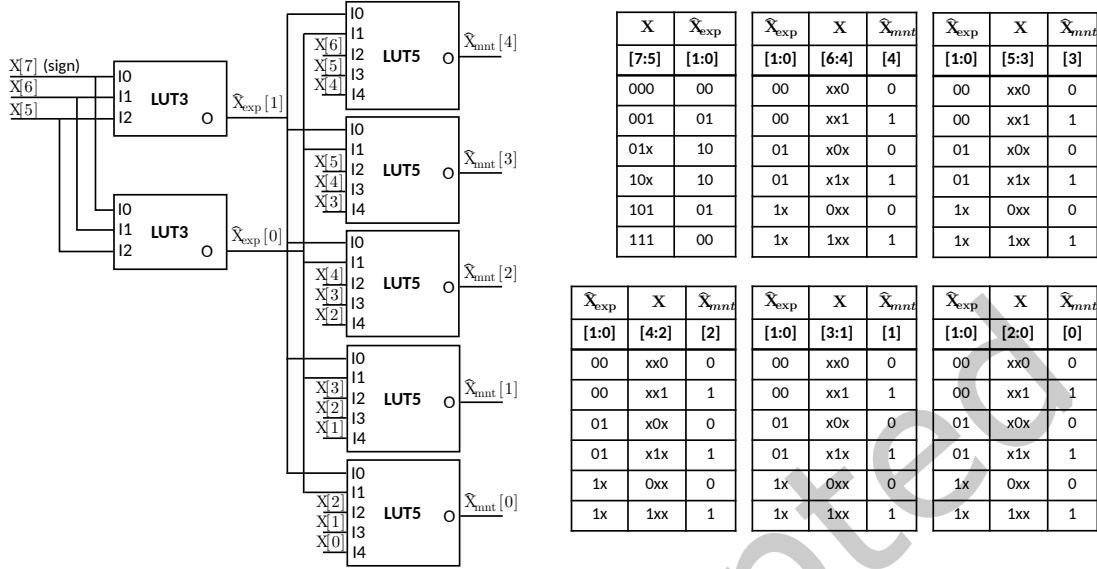 X[7] (sign)
X[6]
X[5]
I0
I1
I2
LUT3
O
X̂exp[1]
I0
I1
I2
LUT3
O
X̂exp[0]
I0
I1
X[6] I2
X[5] I3
X[4] I4
LUT5
O
X̂mnt[4]
I0
I1
X[5] I2
X[4] I3
X[3] I4
LUT5
O
X̂mnt[3]
I0
I1
X[4] I2
X[3] I3
X[2] I4
LUT5
O
X̂mnt[2]
I0
I1
X[3] I2
X[2] I3
X[1] I4
LUT5
O
X̂mnt[1]
I0
I1
X[2] I2
X[1] I3
X[0] I4
LUT5
O
X̂mnt[0]
X X̂exp
[7:5] [1:0]
000 00
001 01
01x 10
10x 10
101 01
111 00
X̂exp X X̂mnt
[1:0] [6:4] [4]
00 xx0 0
00 xx1 1
01 x0x 0
01 x1x 1
1x 0xx 0
1x 1xx 1
X̂exp X X̂mnt
[1:0] [5:3] [3]
00 xx0 0
00 xx1 1
01 x0x 0
01 x1x 1
1x 0xx 0
1x 1xx 1
X̂exp X X̂mnt
[1:0] [4:2] [2]
00 xx0 0
00 xx1 1
01 x0x 0
01 x1x 1
1x 0xx 0
1x 1xx 1
X̂exp X X̂mnt
[1:0] [3:1] [1]
00 xx0 0
00 xx1 1
01 x0x 0
01 x1x 1
1x 0xx 0
1x 1xx 1
X̂exp X X̂mnt
[1:0] [2:0] [0]
00 xx0 0
00 xx1 1
01 x0x 0
01 x1x 1
1x 0xx 0
1x 1xx 1